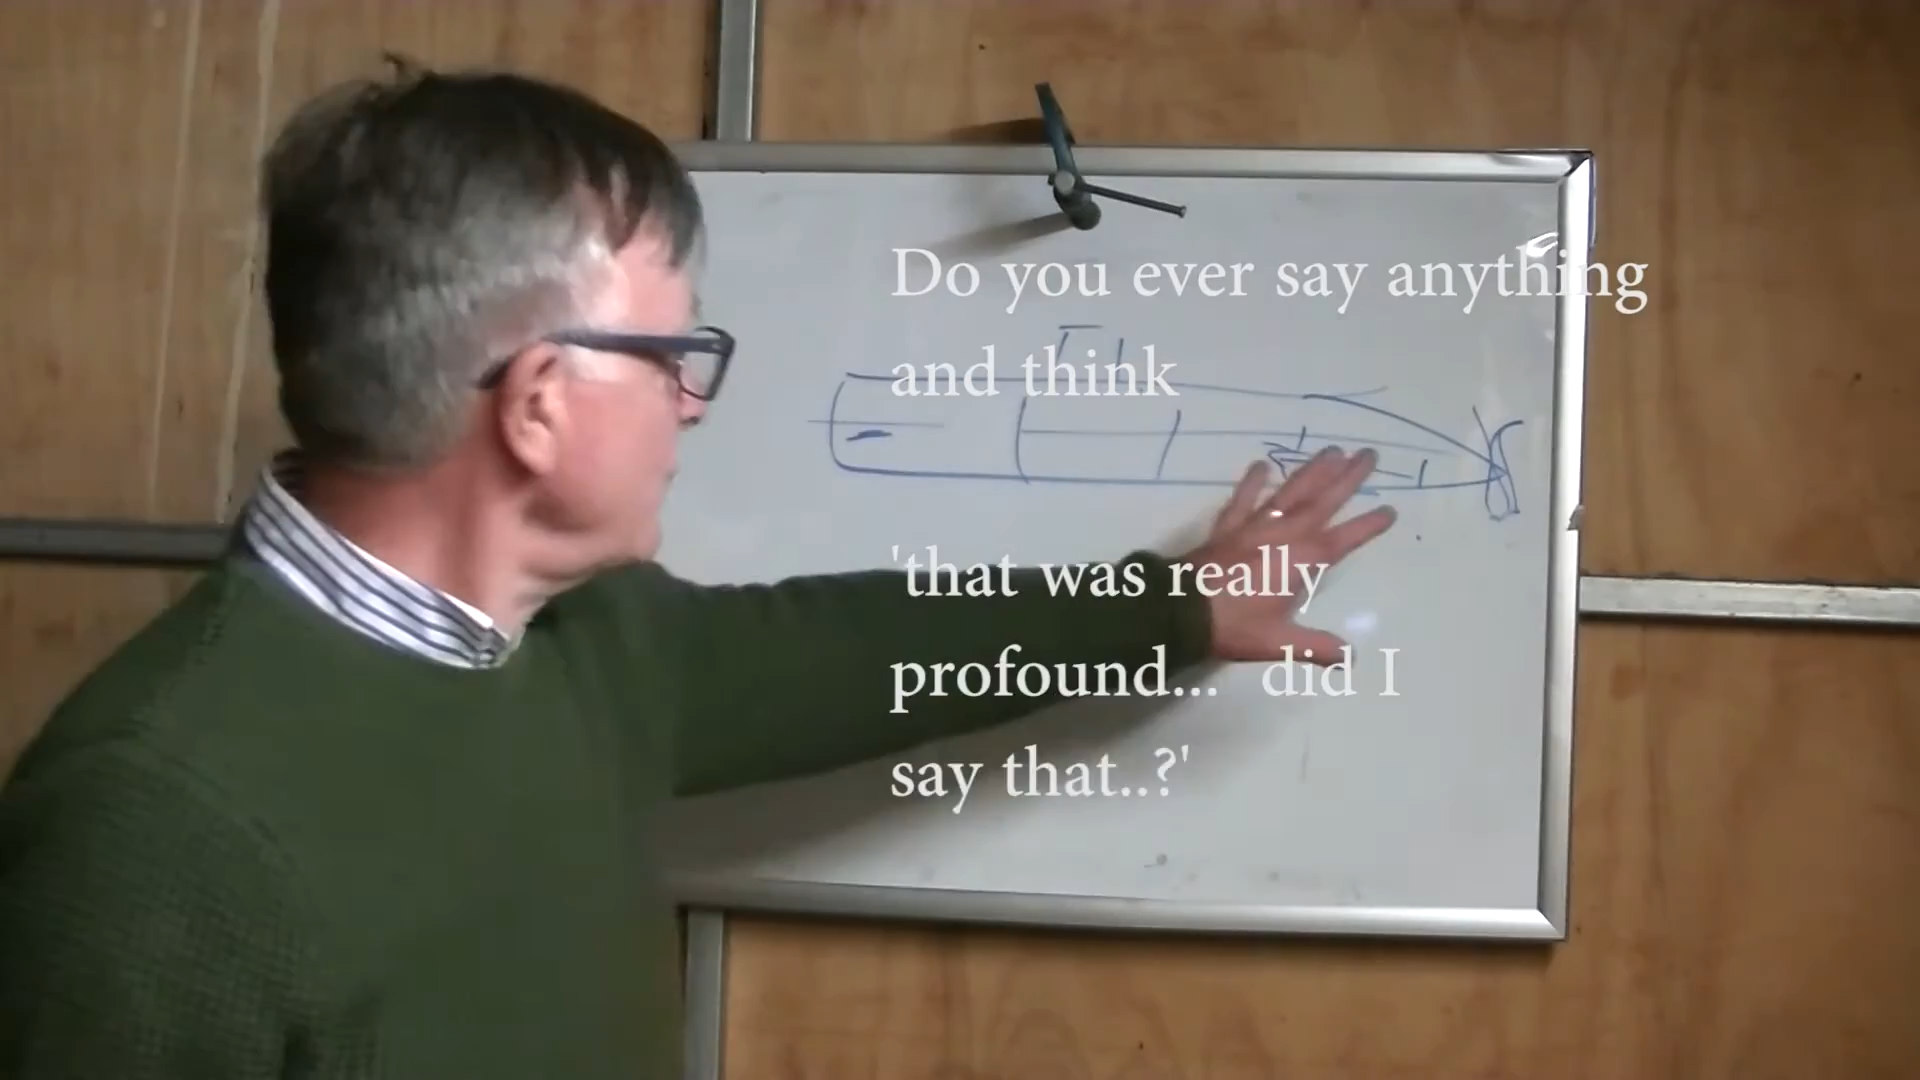 Do you ever say anything
and think
'that was really
profound... did I
say that..?'